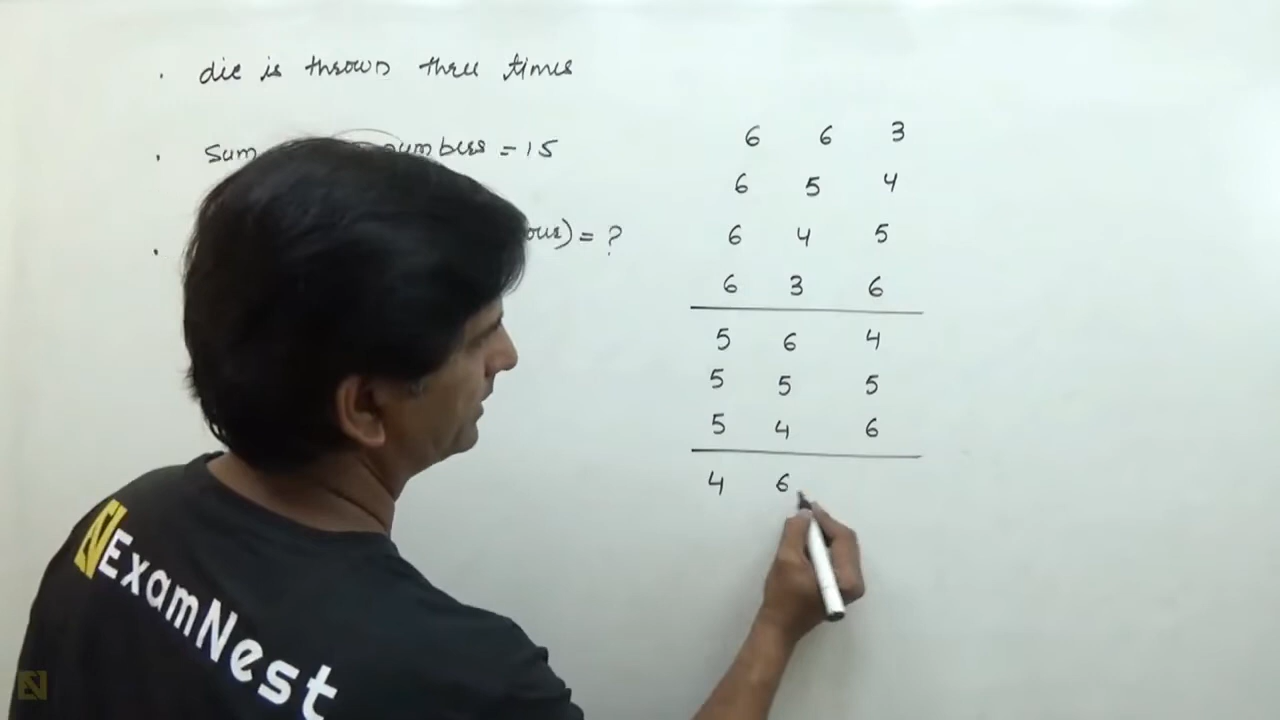 . die is thrown three times
. Sum numbers = 15
. ) = ?
6 6 3
6 5 4
6 4 5
6 3 6
5 6 4
5 5 5
5 4 6
4 6
ExamNest